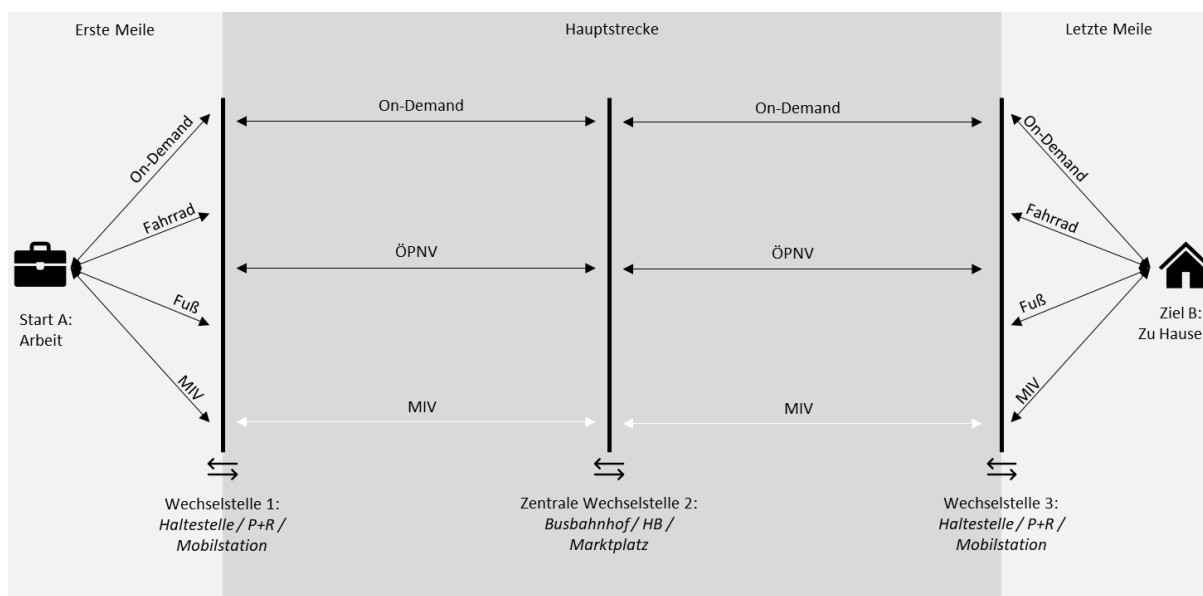 Erste Meile
Hauptstrecke
Letzte Meile
On-Demand
Fahrrad
Fuß
MIV
Start A:
Arbeit
On-Demand
On-Demand
ÖPNV
ÖPNV
MIV
MIV
On-Demand
Fahrrad
Fuß
MIV
Ziel B:
Zu Hause
Wechselstelle 1:
Haltestelle / P+R /
Mobilstation
Zentrale Wechselstelle 2:
Busbahnhof / HB /
Marktplatz
Wechselstelle 3:
Haltestelle / P+R /
Mobilstation